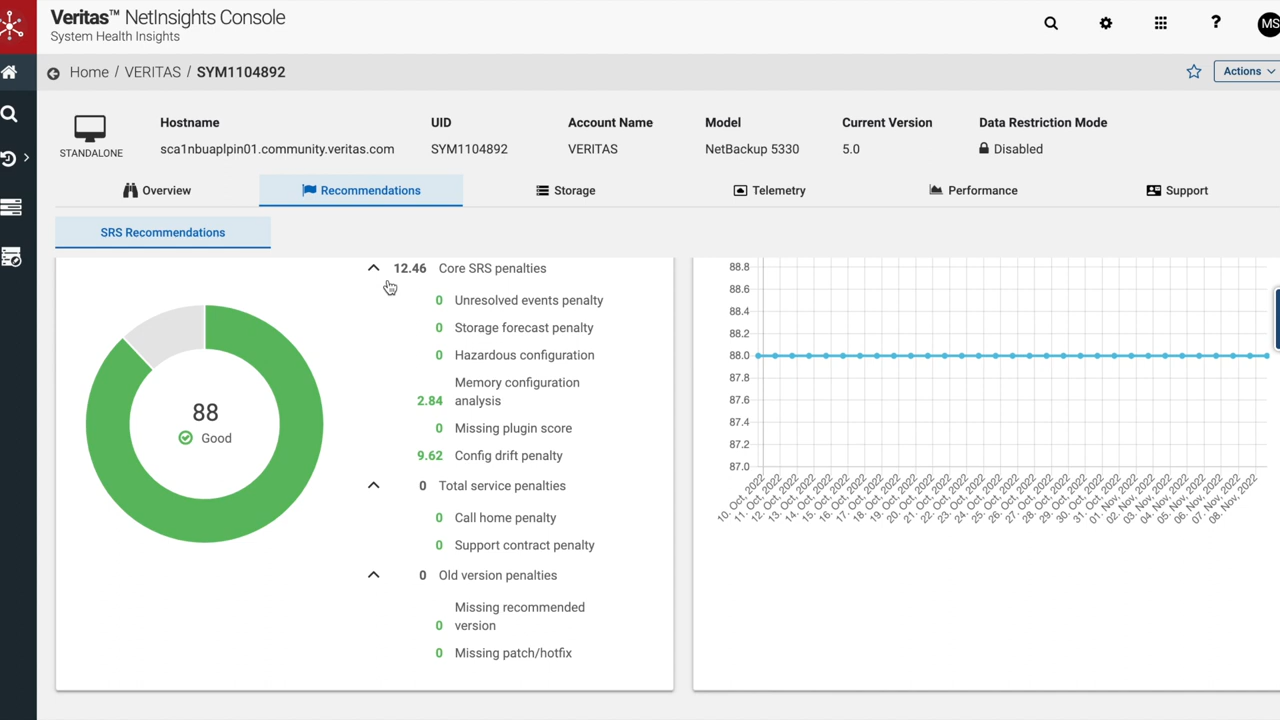 Veritas™ NetInsights Console
System Health Insights
MS
Home / VERITAS / SYM1104892
Actions
STANDALONE
Hostname
sca1nbuaplpin01.community.veritas.com
UID
SYM1104892
Account Name
VERITAS
Model
NetBackup 5330
Current Version
5.0
Data Restriction Mode
Disabled
Overview
Recommendations
Storage
Telemetry
Performance
Support
SRS Recommendations
88
Good
12.46 Core SRS penalties
0 Unresolved events penalty
0 Storage forecast penalty
0 Hazardous configuration
Memory configuration
2.84 analysis
0 Missing plugin score
9.62 Config drift penalty
0 Total service penalties
0 Call home penalty
0 Support contract penalty
0 Old version penalties
Missing recommended
0 version
0 Missing patch/hotfix
88.8
88.6
88.4
88.2
88.0
87.8
87.6
87.4
87.2
87.0
10. Oct, 2022
11. Oct, 2022
12. Oct, 2022
13. Oct, 2022
14. Oct, 2022
15. Oct, 2022
16. Oct, 2022
17. Oct, 2022
18. Oct, 2022
19. Oct, 2022
20. Oct, 2022
21. Oct, 2022
22. Oct, 2022
23. Oct, 2022
24. Oct, 2022
25. Oct, 2022
26. Oct, 2022
27. Oct, 2022
28. Oct, 2022
29. Oct, 2022
30. Oct, 2022
31. Oct, 2022
01. Nov, 2022
02. Nov, 2022
03. Nov, 2022
04. Nov, 2022
05. Nov, 2022
06. Nov, 2022
07. Nov, 2022
08. Nov, 2022